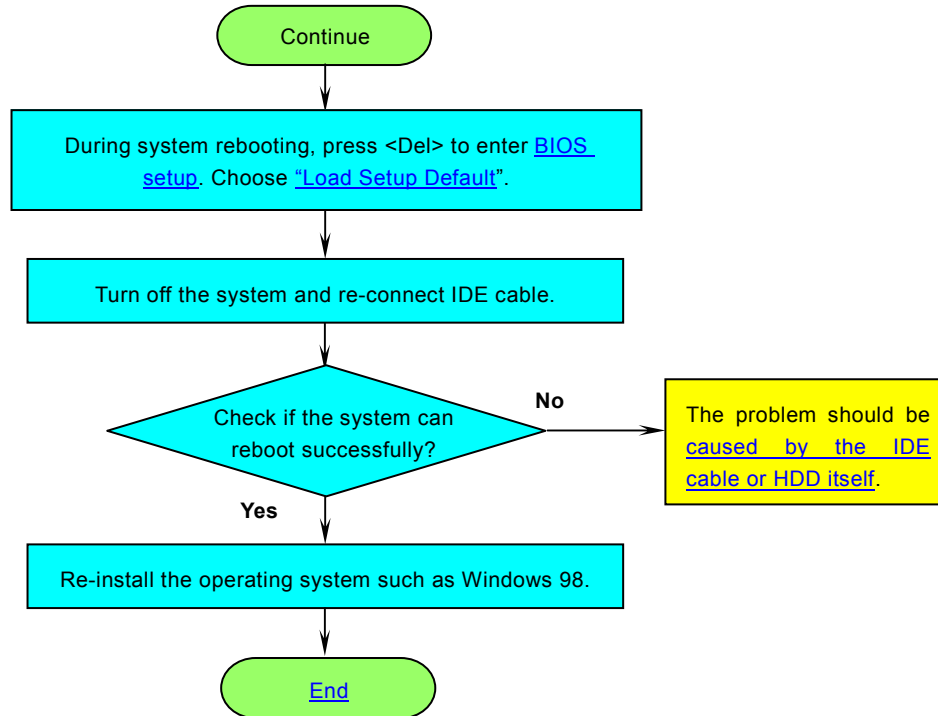 Continue
During system rebooting, press <Del> to enter BIOS
setup. Choose “Load Setup Default”.
Turn off the system and re-connect IDE cable.
Check if the system can
reboot successfully?
No
The problem should be
caused by the IDE
cable or HDD itself.
Yes
Re-install the operating system such as Windows 98.
End